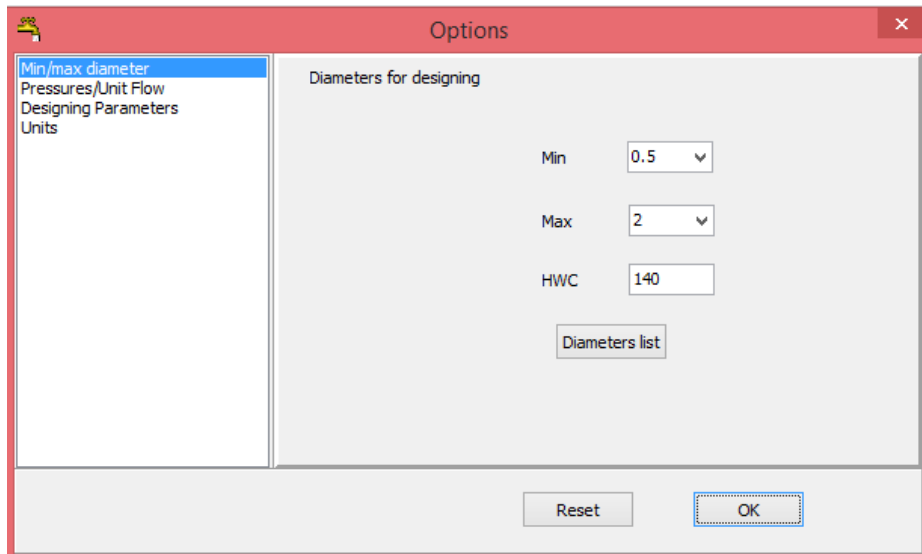 Options
Min/max diameter
Pressures/Unit Flow
Designing Parameters
Units
Diameters for designing
Min 0.5
Max 2
HWC 140
Diameters list
Reset OK